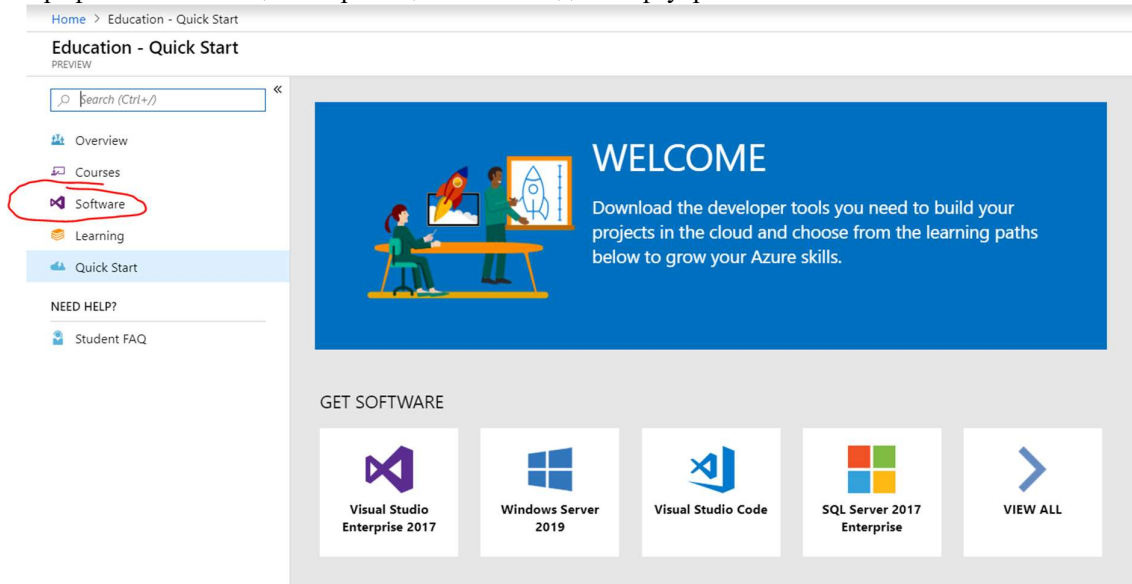 Home > Education - Quick Start
Education - Quick Start
PREVIEW
Search (Ctrl+/)
«
Overview
Courses
Software
Learning
Quick Start
NEED HELP?
Student FAQ
WELCOME
Download the developer tools you need to build your
projects in the cloud and choose from the learning paths
below to grow your Azure skills.
GET SOFTWARE
Visual Studio
Enterprise 2017
Windows Server
2019
Visual Studio Code
SQL Server 2017
Enterprise
VIEW ALL